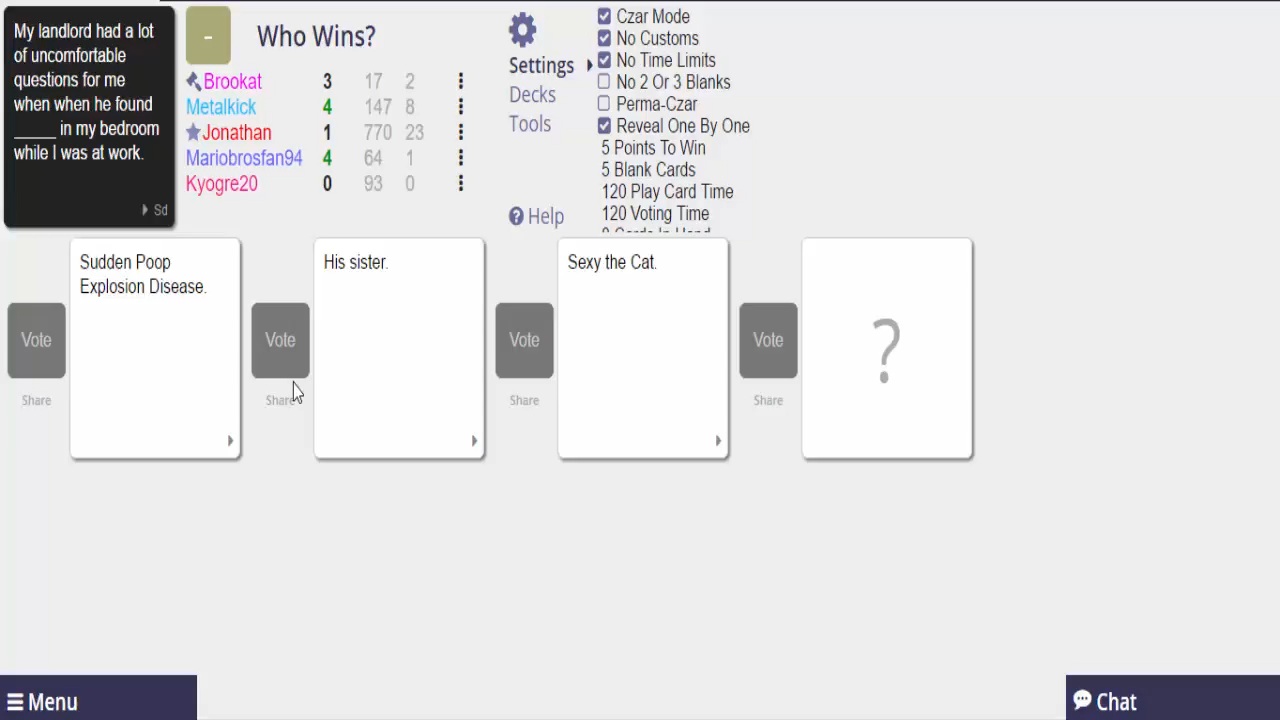 My landlord had a lot
of uncomfortable
questions for me
when when he found
_____ in my bedroom
while I was at work.
Sd
-
Who Wins?
Brookat 3 17 2
Metalkick 4 147 8
Jonathan 1 770 23
Mariobrosfan94 4 64 1
Kyogre20 0 93 0
Settings
Decks
Tools
Help
Czar Mode
No Customs
No Time Limits
No 2 Or 3 Blanks
Perma-Czar
Reveal One By One
5 Points To Win
5 Blank Cards
120 Play Card Time
120 Voting Time
Vote
Share
Sudden Poop
Explosion Disease.
Vote
Share
His sister.
Vote
Share
Sexy the Cat.
Vote
Share
?
Menu
Chat